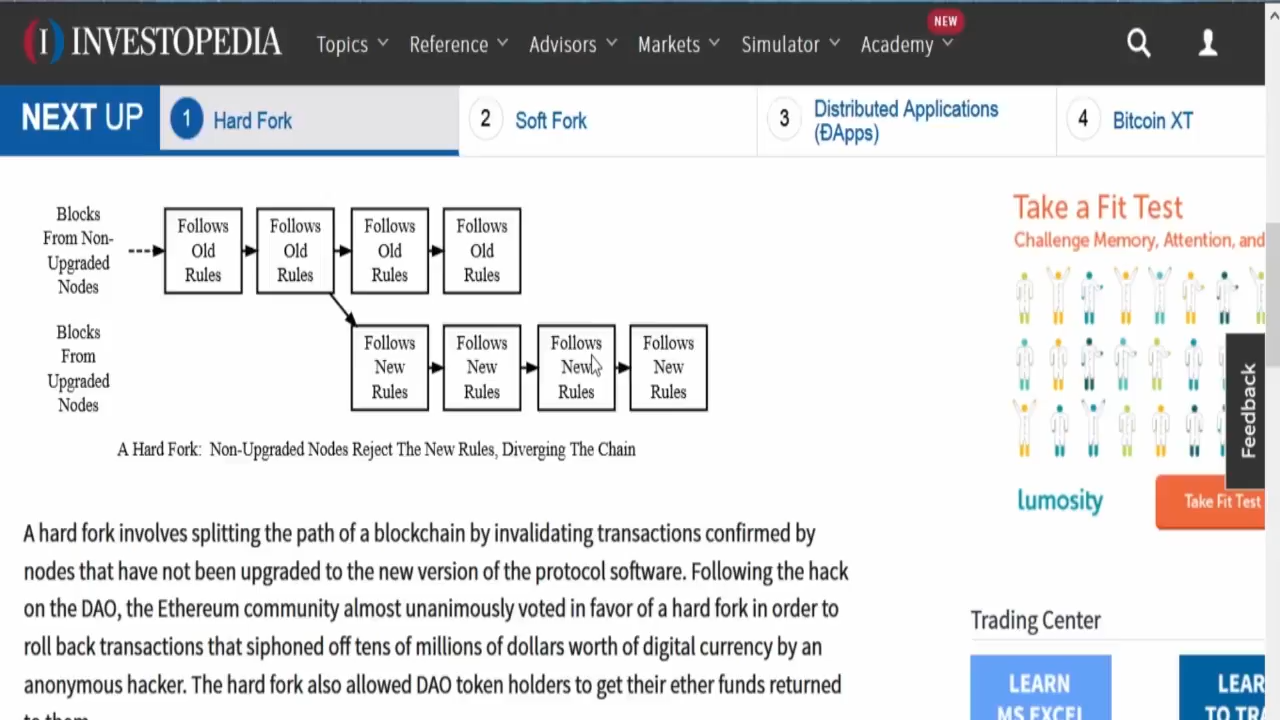 INVESTOPEDIA
Topics
Reference
Advisors
Markets
Simulator
Academy
NEW
NEXT UP
1 Hard Fork
2 Soft Fork
3 Distributed Applications
(ÐApps)
4 Bitcoin XT
Blocks
From Non-
Upgraded
Nodes
Follows
Old
Rules
Follows
Old
Rules
Follows
Old
Rules
Follows
Old
Rules
Blocks
From
Upgraded
Nodes
Follows
New
Rules
Follows
New
Rules
Follows
New
Rules
Follows
New
Rules
A Hard Fork: Non-Upgraded Nodes Reject The New Rules, Diverging The Chain
A hard fork involves splitting the path of a blockchain by invalidating transactions confirmed by
nodes that have not been upgraded to the new version of the protocol software. Following the hack
on the DAO, the Ethereum community almost unanimously voted in favor of a hard fork in order to
roll back transactions that siphoned off tens of millions of dollars worth of digital currency by an
anonymous hacker. The hard fork also allowed DAO token holders to get their ether funds returned
to them.
Take a Fit Test
Challenge Memory, Attention, and
lumosity
Take Fit Test
Feedback
Trading Center
LEARN
MS EXCEL
LEAR
TO TRA